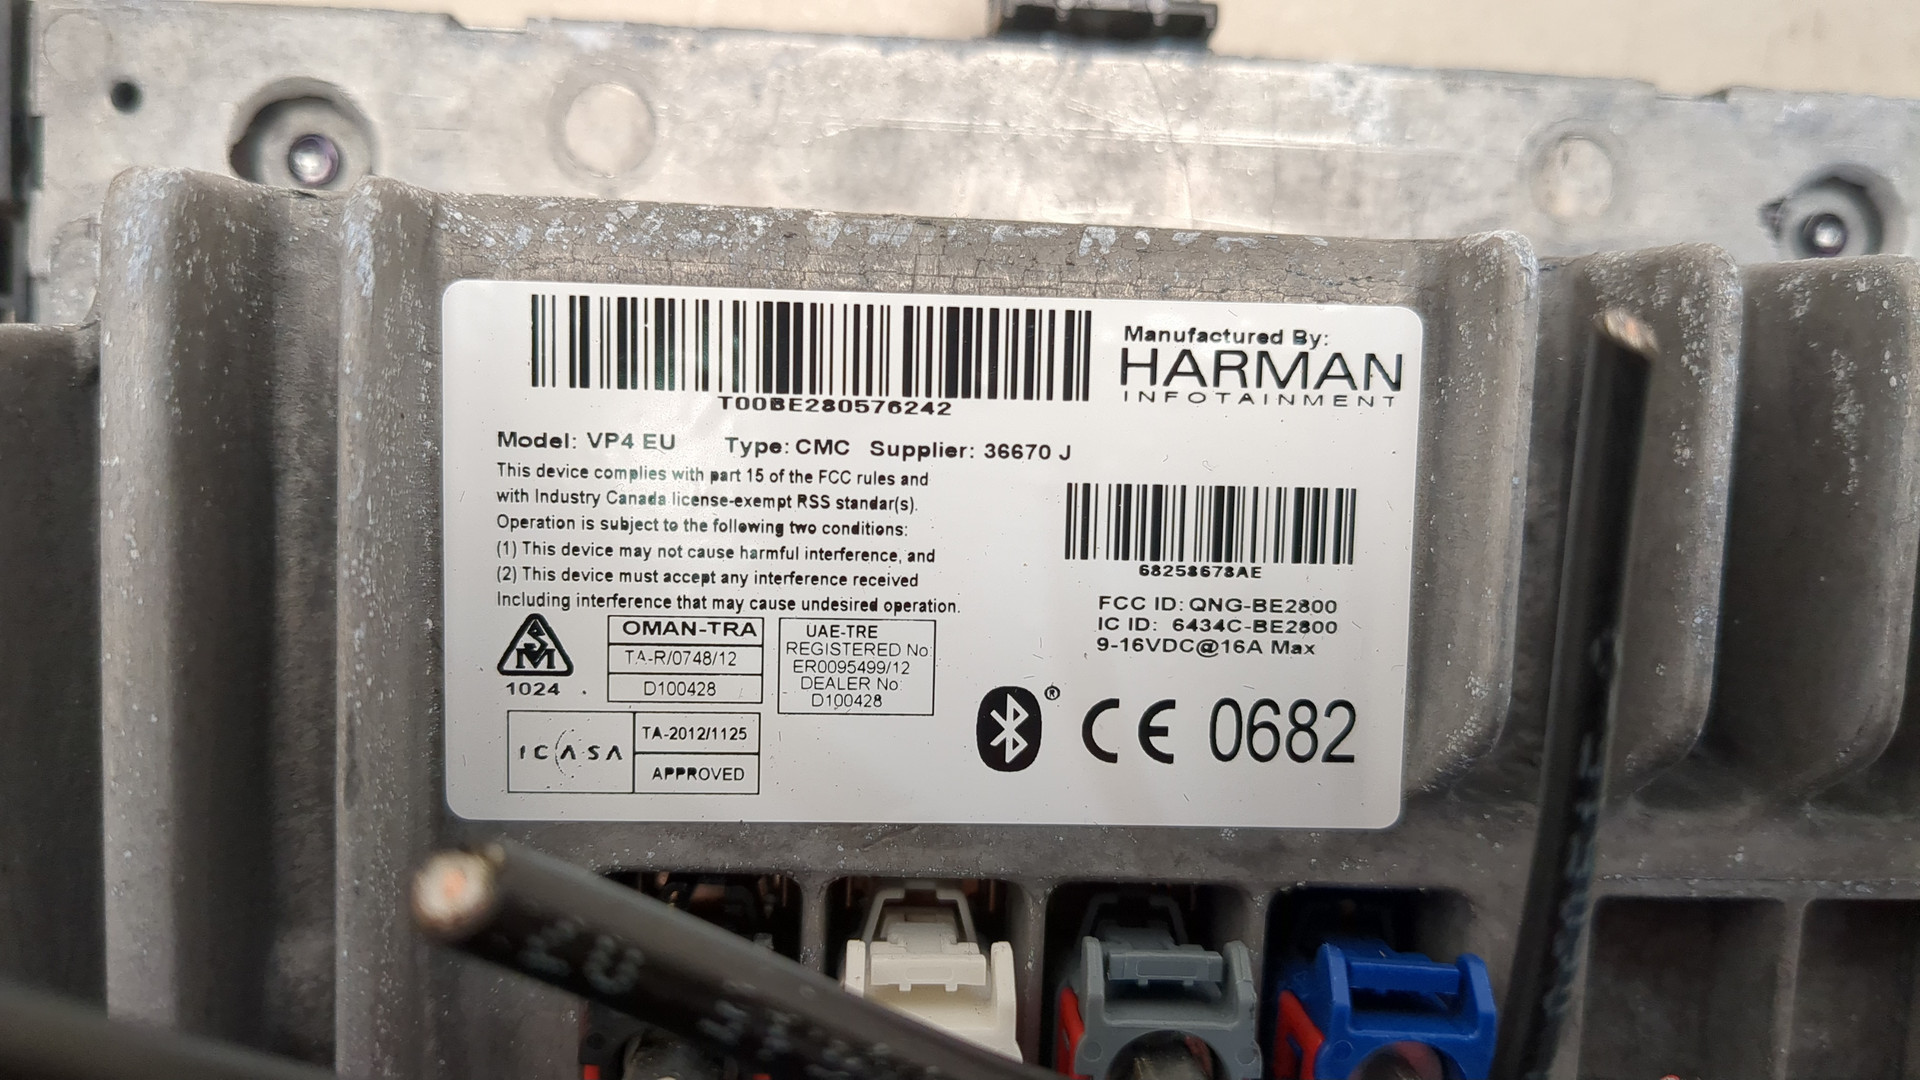 T00BE280576242
Manufactured By:
HARMAN
INFOTAINMENT
Model: VP4 EU Type: CMC Supplier: 36670 J
This device complies with part 15 of the FCC rules and
with Industry Canada license-exempt RSS standar(s).
Operation is subject to the following two conditions:
(1) This device may not cause harmful interference, and
(2) This device must accept any interference received
Including interference that may cause undesired operation.
68258678AE
FCC ID: QNG-BE2800
IC ID: 6434C-BE2800
9-16VDC@16A Max
SM
1024
OMAN-TRA
TA-R/0748/12
D100428
UAE-TRE
REGISTERED No:
ER0095499/12
DEALER No:
D100428
ICASA
TA-2012/1125
APPROVED
® CE 0682